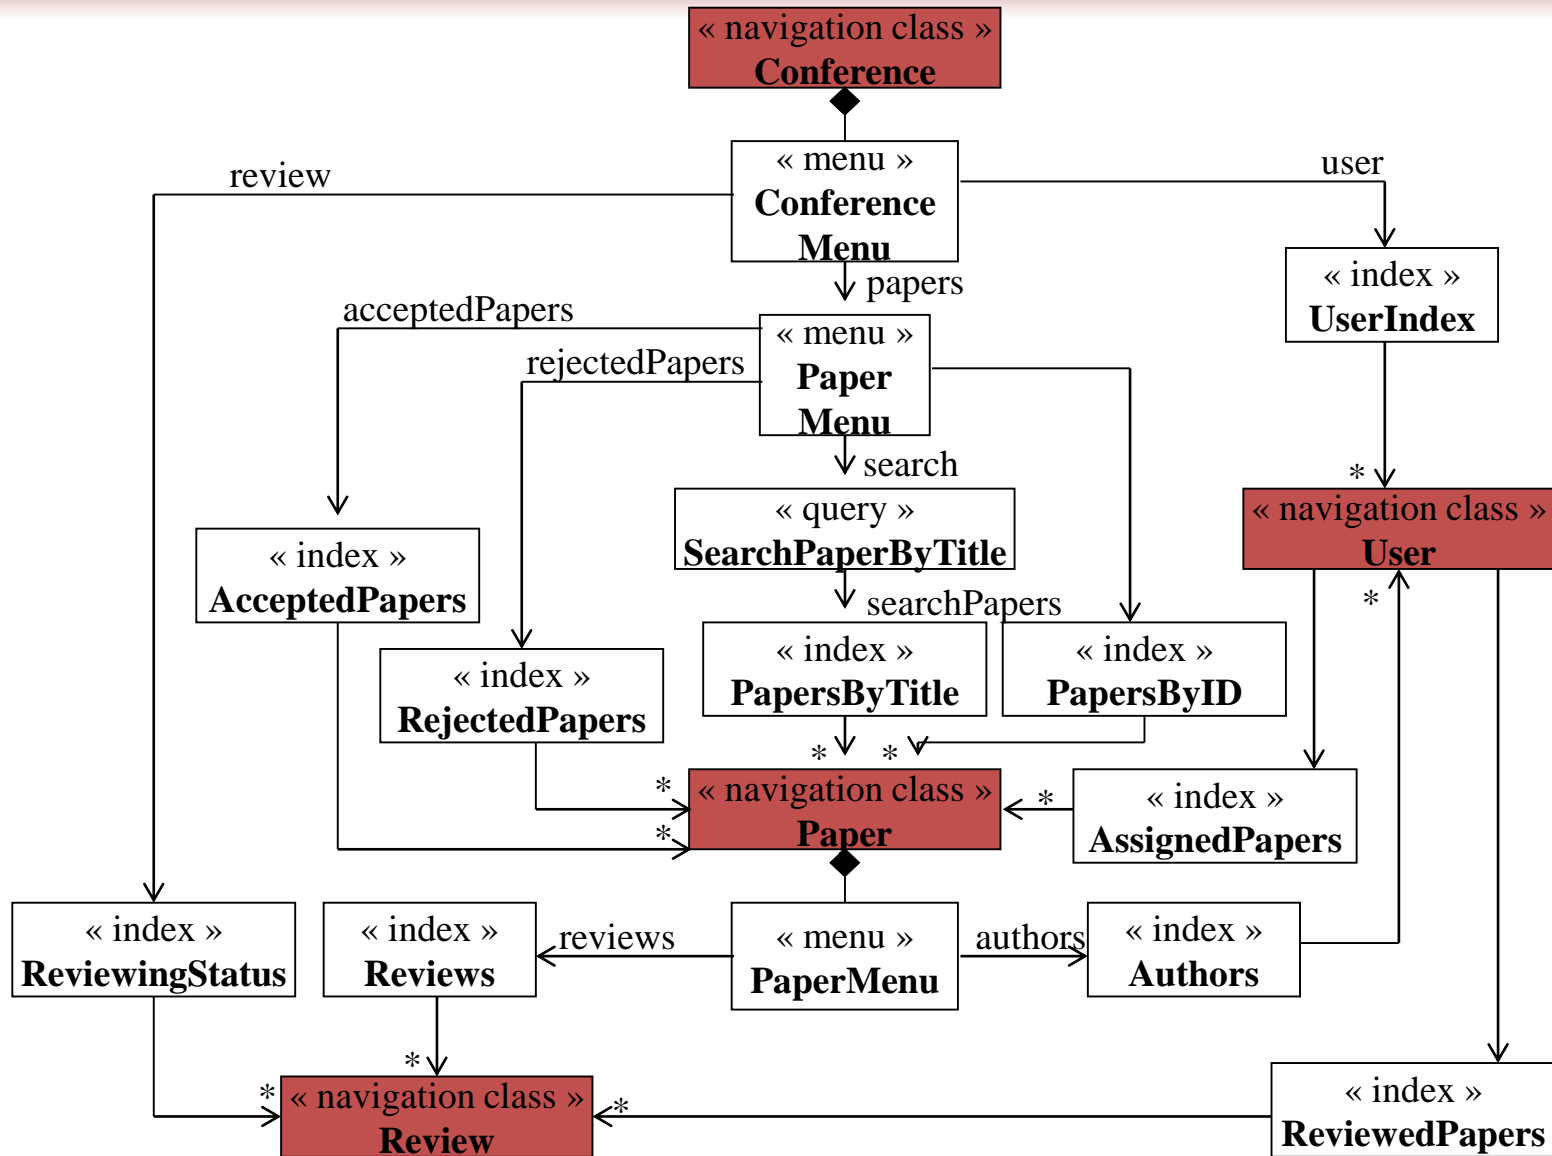 « navigation class »
Conference
« menu »
Conference
Menu
review
user
« index »
UserIndex
papers
acceptedPapers
rejectedPapers
« menu »
Paper
Menu
search
*
« query »
SearchPaperByTitle
« navigation class »
User
*
« index »
AcceptedPapers
searchPapers
« index »
RejectedPapers
« index »
PapersByTitle
« index »
PapersByID
*
*
*
*
« navigation class »
Paper
*
« index »
AssignedPapers
« index »
ReviewingStatus
« index »
Reviews
reviews
« menu »
PaperMenu
authors
« index »
Authors
*
*
« navigation class »
Review
*
« index »
ReviewedPapers